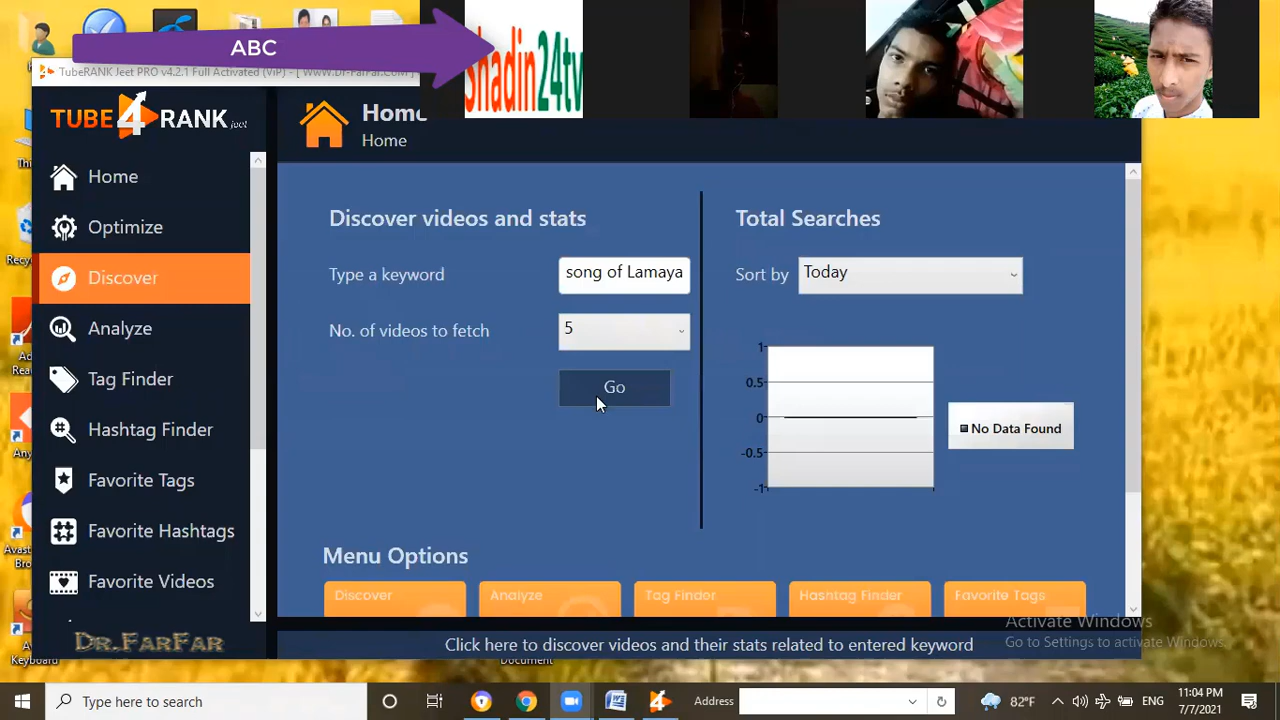 ABC
Shadin24tv
TubeRANK Jeet PRO v4.2.1 Full Activated (VIP) - [ Www.Dr-FarFar.CoM ]
TUBE 4 RANK jeet
Home
Home
Home
Optimize
Discover
Analyze
Tag Finder
Hashtag Finder
Favorite Tags
Favorite Hashtags
Favorite Videos
DR.FARFAR
Discover videos and stats
Type a keyword
song of Lamaya
No. of videos to fetch
5
Go
Total Searches
Sort by
Today
1
0.5
0
-0.5
-1
No Data Found
Menu Options
Discover
Analyze
Tag Finder
Hashtag Finder
Favorite Tags
Click here to discover videos and their stats related to entered keyword
Activate Windows
Go to Settings to activate Windows.
Keyboard
Document
Type here to search
Address
82°F
ENG
11:04 PM
7/7/2021